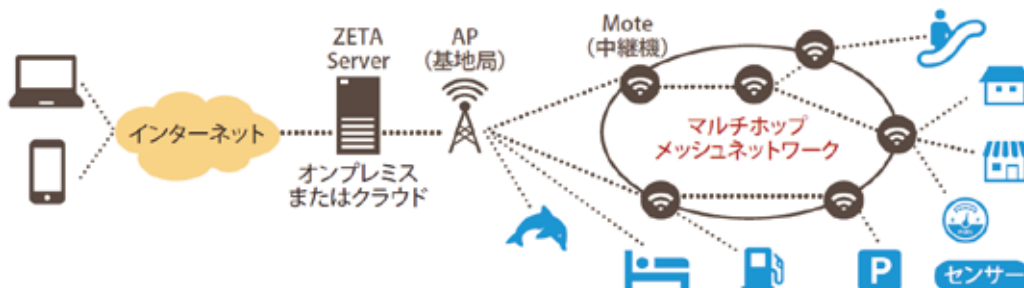 ZETA
Server
AP
(基地局)
Mote
(中継機)
インターネット
マルチホップ
メッシュネットワーク
オンプレミス
またはクラウド
P
センサー